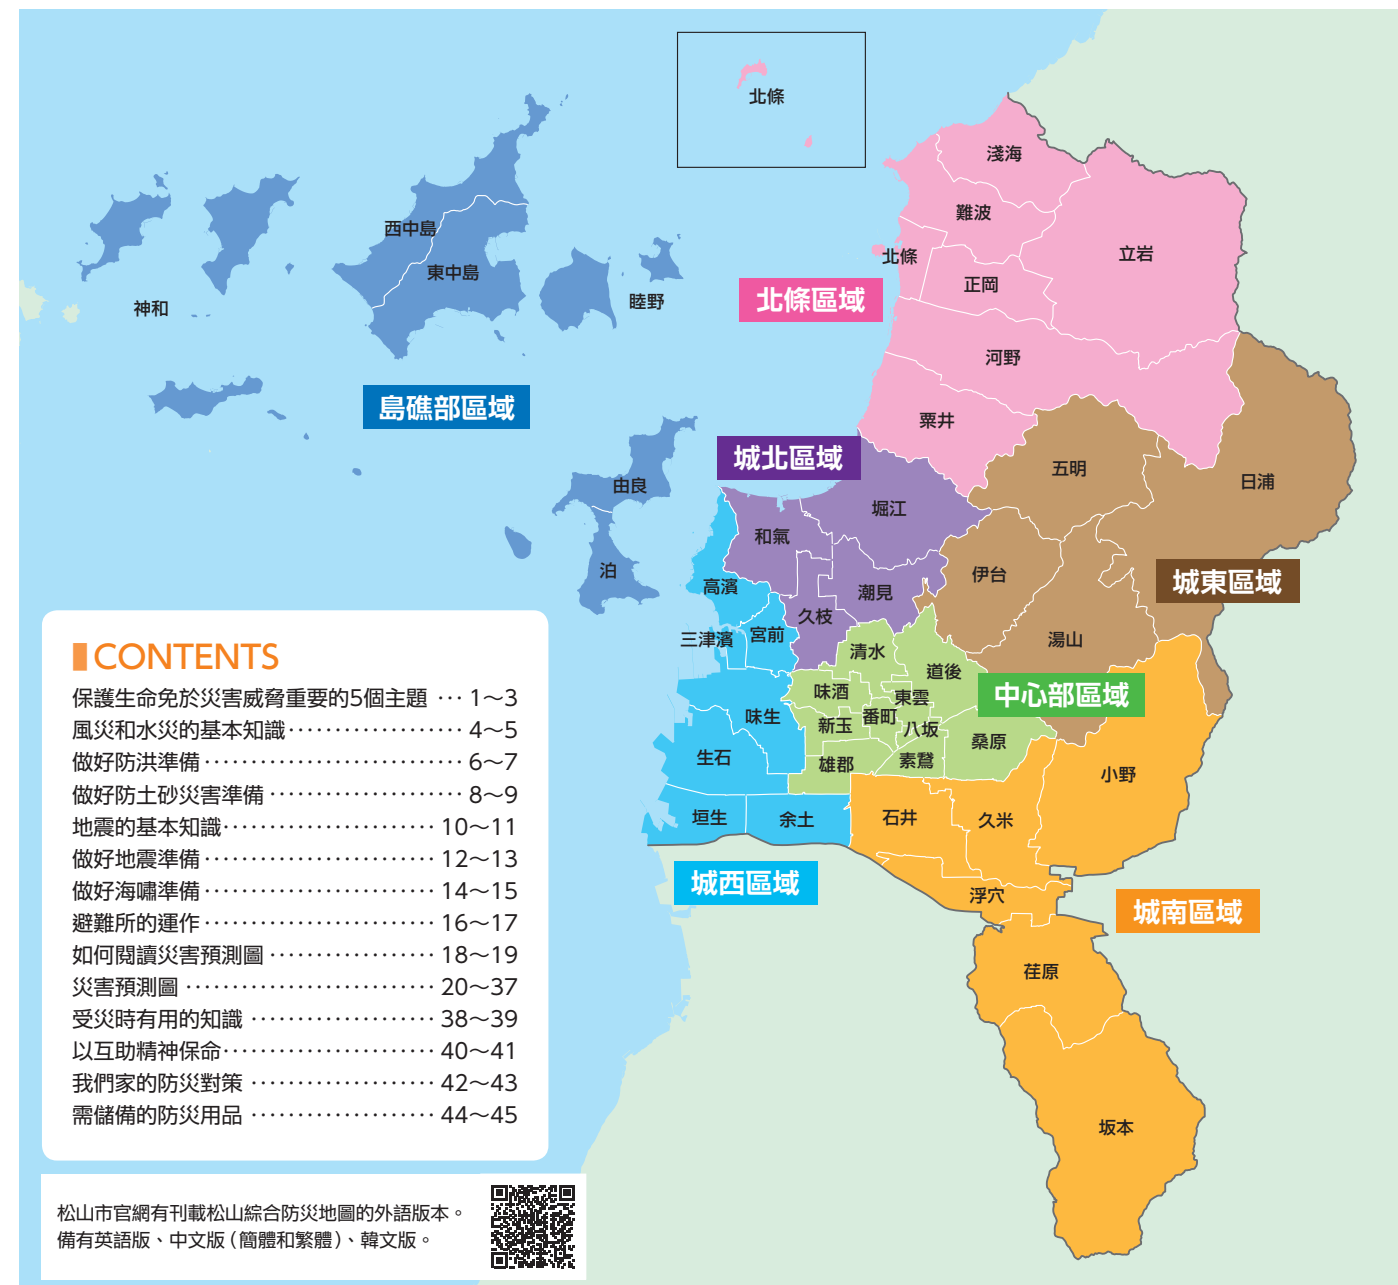 北條
淺海
難波
立岩
北條
正岡
西中島
東中島
神和
睦野
北條區域
河野
島礁部區域
粟井
城北區域
五明
日浦
由良
堀江
和氣
泊
伊台
城東區域
高濱
潮見
久枝
三津濱
宮前
清水
湯山
道後
味酒
東雲
中心部區域
味生
新玉
番町
八坂
桑原
生石
雄郡
素鵞
小野
垣生
余土
石井
久米
城西區域
浮穴
城南區域
荏原
坂本
CONTENTS
保護生命免於災害威脅重要的5個主題 ··· 1～3
風災和水災的基本知識··················· 4～5
做好防洪準備 ························· 6～7
做好防土砂災害準備 ····················· 8～9
地震的基本知識······················· 10～11
做好地震準備 ························ 12～13
做好海嘯準備 ························ 14～15
避難所的運作 ························ 16～17
如何閱讀災害預測圖 ··················· 18～19
災害預測圖 ·························· 20～37
受災時有用的知識 ····················· 38～39
以互助精神保命······················· 40～41
我們家的防災對策 ···················· 42～43
需儲備的防災用品 ···················· 44～45
松山市官網有刊載松山綜合防災地圖的外語版本。
備有英語版、中文版（簡體和繁體）、韓文版。